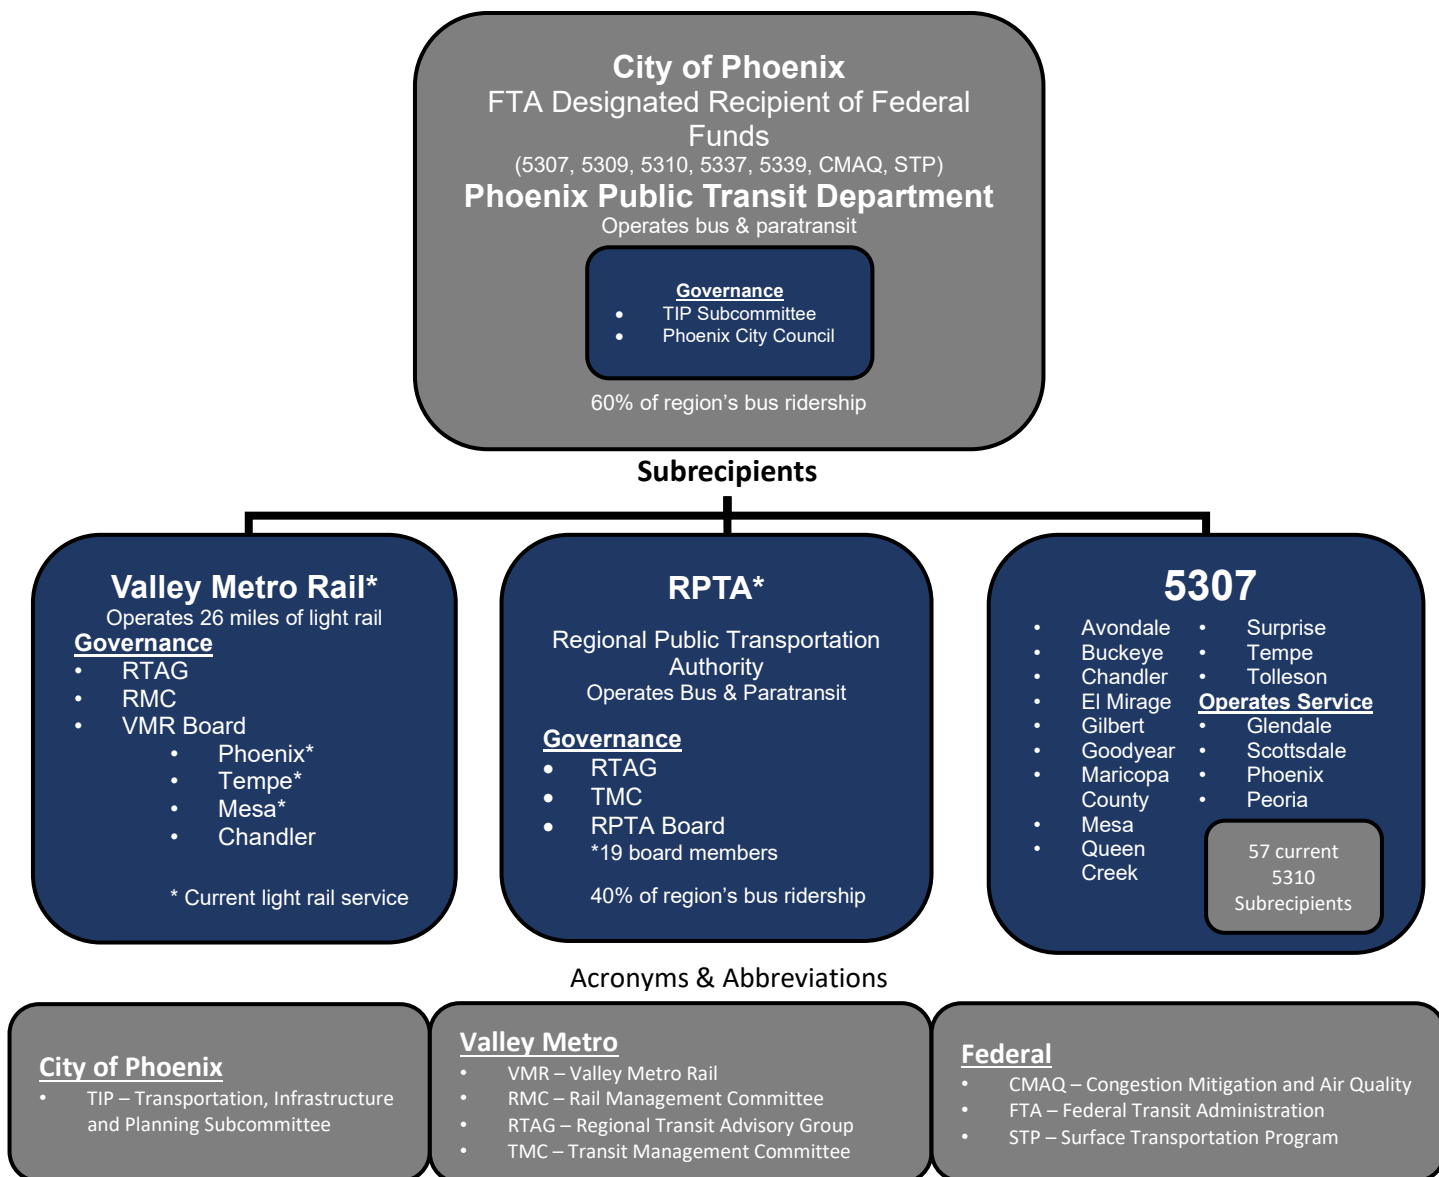 City of Phoenix
FTA Designated Recipient of Federal
Funds
(5307, 5309, 5310, 5337, 5339, CMAQ, STP)
Phoenix Public Transit Department
Operates bus & paratransit
Governance
• TIP Subcommittee
• Phoenix City Council
60% of region's bus ridership
Subrecipients
Valley Metro Rail*
Operates 26 miles of light rail
Governance
• RTAG
• RMC
• VMR Board
• Phoenix*
• Tempe*
• Mesa*
• Chandler
* Current light rail service
RPTA*
Regional Public Transportation
Authority
Operates Bus & Paratransit
Governance
• RTAG
• TMC
• RPTA Board
*19 board members
40% of region's bus ridership
5307
• Avondale
• Buckeye
• Chandler
• El Mirage
• Gilbert
• Goodyear
• Maricopa
County
• Mesa
• Queen
Creek
• Surprise
• Tempe
• Tolleson
Operates Service
• Glendale
• Scottsdale
• Phoenix
• Peoria
57 current
5310
Subrecipients
Acronyms & Abbreviations
City of Phoenix
• TIP – Transportation, Infrastructure
and Planning Subcommittee
Valley Metro
• VMR – Valley Metro Rail
• RMC – Rail Management Committee
• RTAG – Regional Transit Advisory Group
• TMC – Transit Management Committee
Federal
• CMAQ – Congestion Mitigation and Air Quality
• FTA – Federal Transit Administration
• STP – Surface Transportation Program